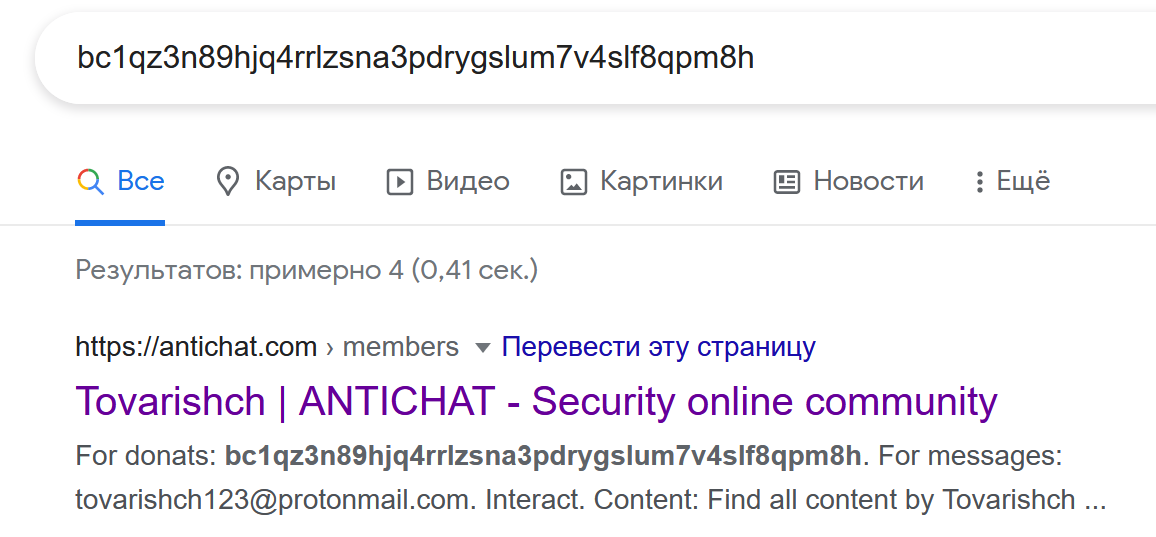 bc1qz3n89hjq4rrlzsna3pdrygslum7v4slf8qpm8h
Все Карты Видео Картинки Новости Ещё
Результатов: примерно 4 (0,41 сек.)
https://antichat.com › members Перевести эту страницу
Tovarishch | ANTICHAT - Security online community
For donats: bc1qz3n89hjq4rrlzsna3pdrygslum7v4slf8qpm8h. For messages:
tovarishch123@protonmail.com. Interact. Content: Find all content by Tovarishch ...